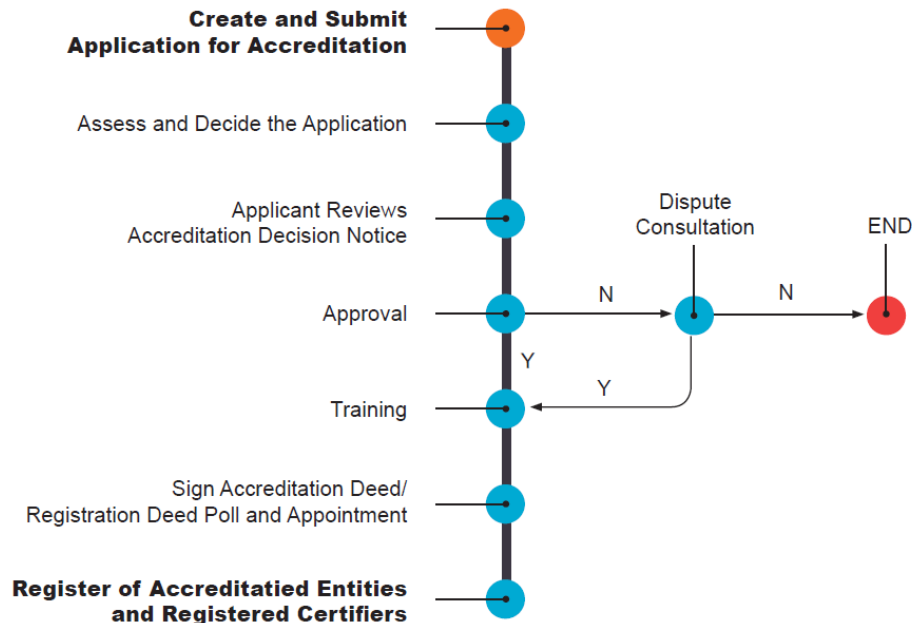 Create and Submit
Application for Accreditation
Assess and Decide the Application
Applicant Reviews
Accreditation Decision Notice
Dispute
Consultation
END
Approval
N
N
Y
Y
Training
Sign Accreditation Deed/
Registration Deed Poll and Appointment
Register of Accreditatied Entities
and Registered Certifiers